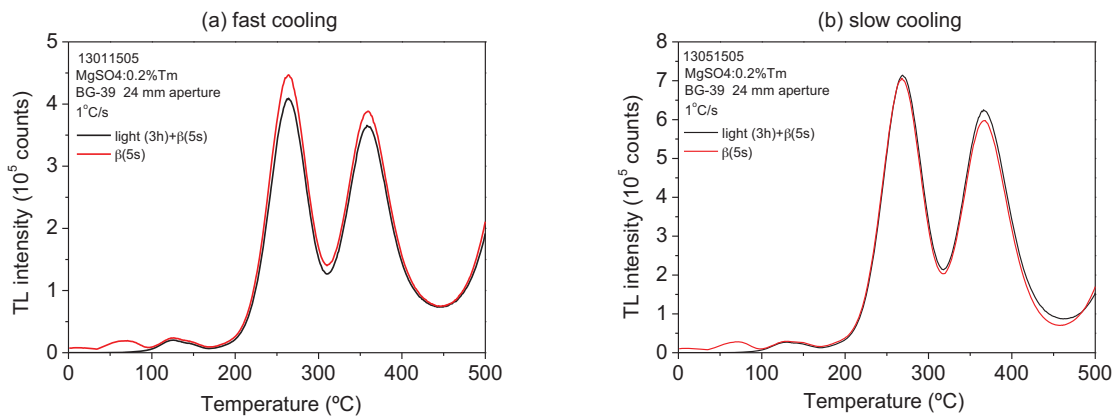 (a) fast cooling
13011505
MgSO4:0.2%Tm
BG-39 24 mm aperture
1°C/s
light (3h)+β(5s)
β(5s)
TL intensity (10⁵ counts)
5
4
3
2
1
0
0 100 200 300 400 500
Temperature (ºC)
(b) slow cooling
13051505
MgSO4:0.2%Tm
BG-39 24 mm aperture
1°C/s
light (3h)+β(5s)
β(5s)
TL intensity (10⁵ counts)
8
7
6
5
4
3
2
1
0
0 100 200 300 400 500
Temperature (ºC)